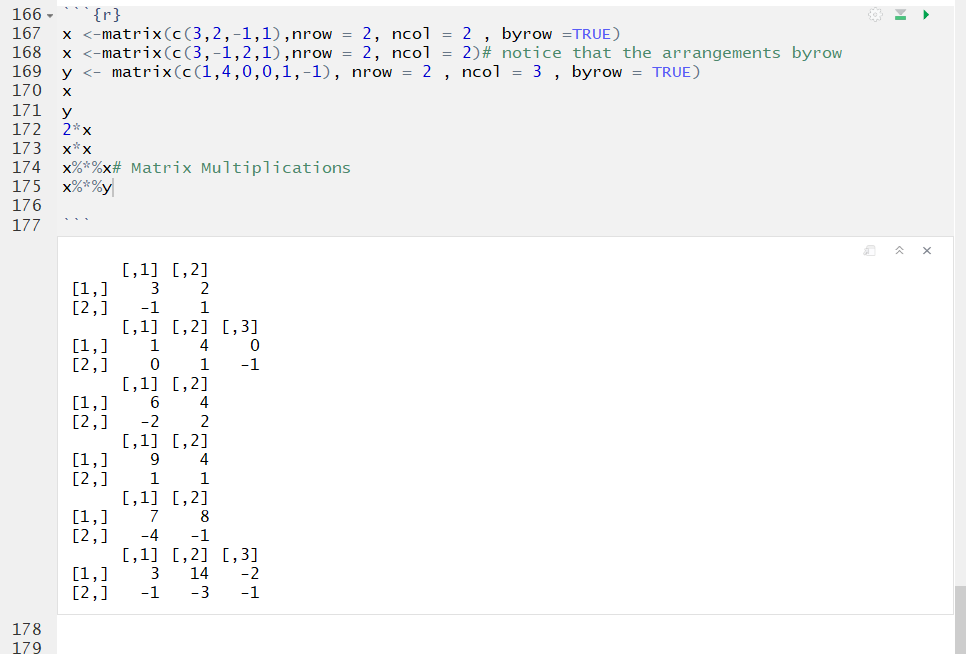 166 ```{r}
167 x <-matrix(c(3,2,-1,1),nrow = 2, ncol = 2 , byrow =TRUE)
168 x <-matrix(c(3,-1,2,1),nrow = 2, ncol = 2)# notice that the arrangements byrow
169 y <- matrix(c(1,4,0,0,1,-1), nrow = 2 , ncol = 3 , byrow = TRUE)
170 x
171 y
172 2*x
173 x*x
174 x%*%x# Matrix Multiplications
175 x%*%y
176
177 ```
     [,1] [,2]
[1,]    3    2
[2,]   -1    1
     [,1] [,2] [,3]
[1,]    1    4    0
[2,]    0    1   -1
     [,1] [,2]
[1,]    6    4
[2,]   -2    2
     [,1] [,2]
[1,]    9    4
[2,]    1    1
     [,1] [,2]
[1,]    7    8
[2,]   -4   -1
     [,1] [,2] [,3]
[1,]    3   14   -2
[2,]   -1   -3   -1
178
179